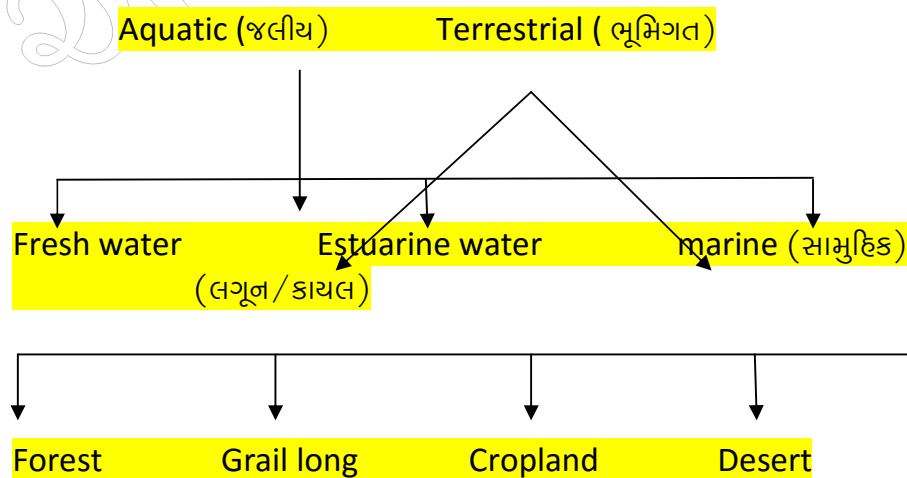 Aquatic (જલીય) Terrestrial ( ભૂમિગત)
Fresh water Estuarine water marine (સામુહિક)
(લગૂન/કાયલ)
Forest Grail long Cropland Desert